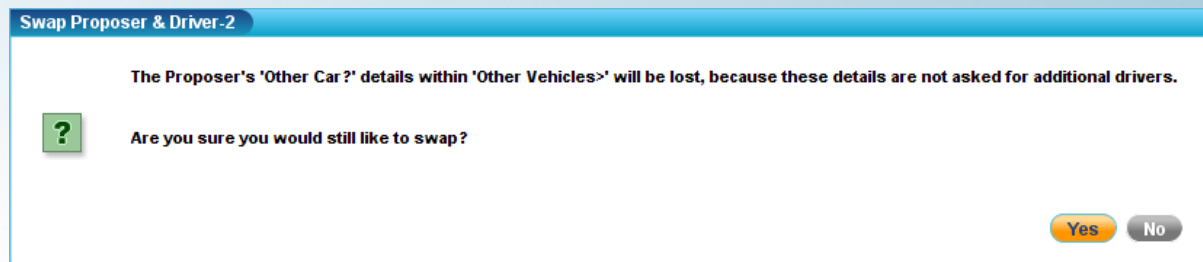 Swap Proposer & Driver-2
The Proposer's 'Other Car?' details within 'Other Vehicles>' will be lost, because these details are not asked for additional drivers.
?
Are you sure you would still like to swap?
Yes No